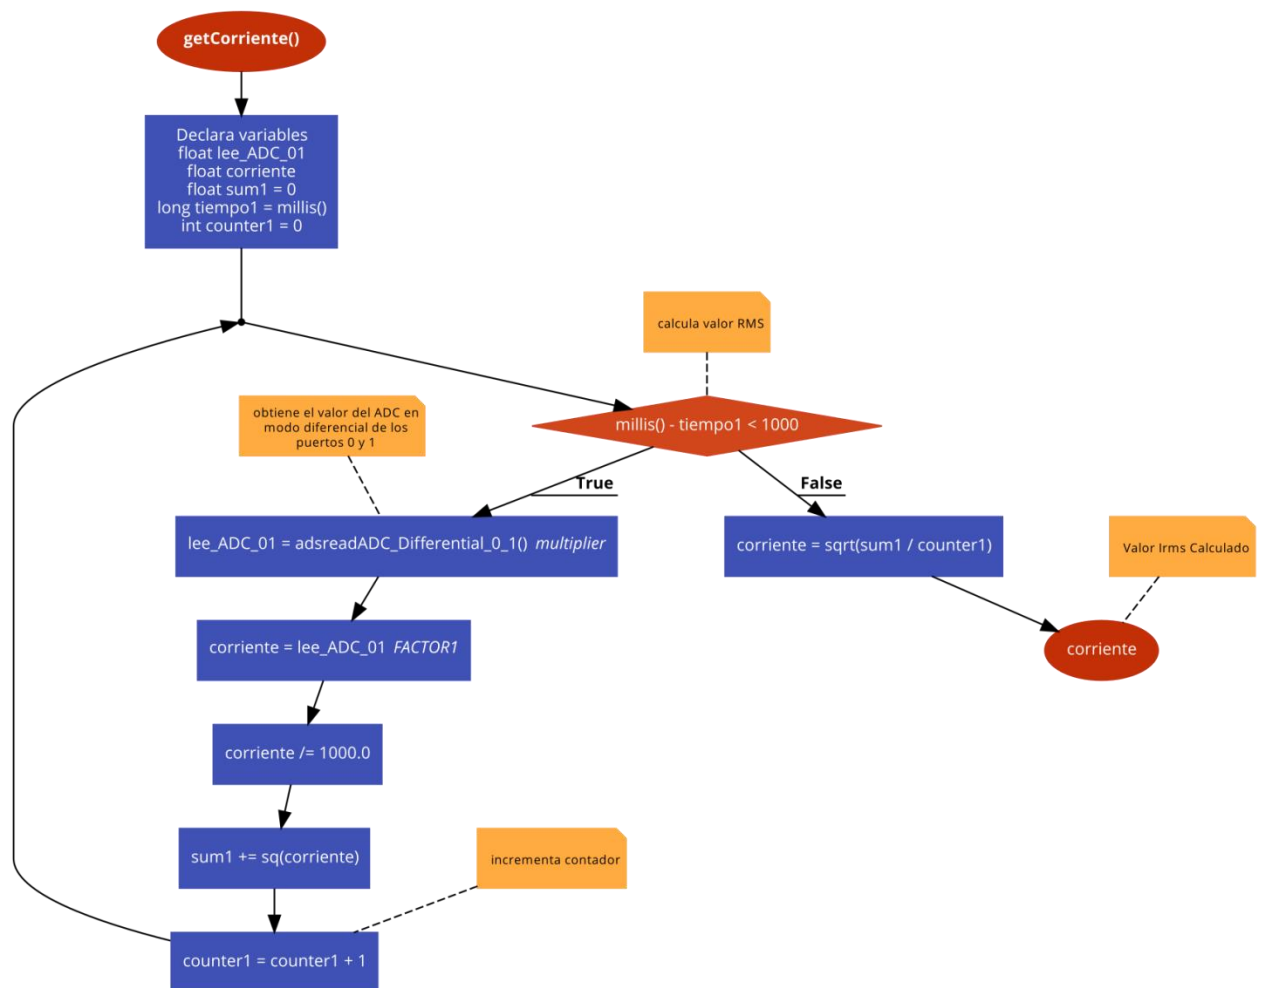 getCorriente()
Declara variables
float lee_ADC_01
float corriente
float sum1 = 0
long tiempo1 = millis()
int counter1 = 0
calcula valor RMS
obtiene el valor del ADC en
modo diferencial de los
puertos 0 y 1
millis() - tiempo1 < 1000
True
False
lee_ADC_01 = adsreadADC_Differential_0_1() multiplier
corriente = sqrt(sum1 / counter1)
Valor Irms Calculado
corriente = lee_ADC_01 FACTOR1
corriente
corriente /= 1000.0
sum1 += sq(corriente)
incrementa contador
counter1 = counter1 + 1